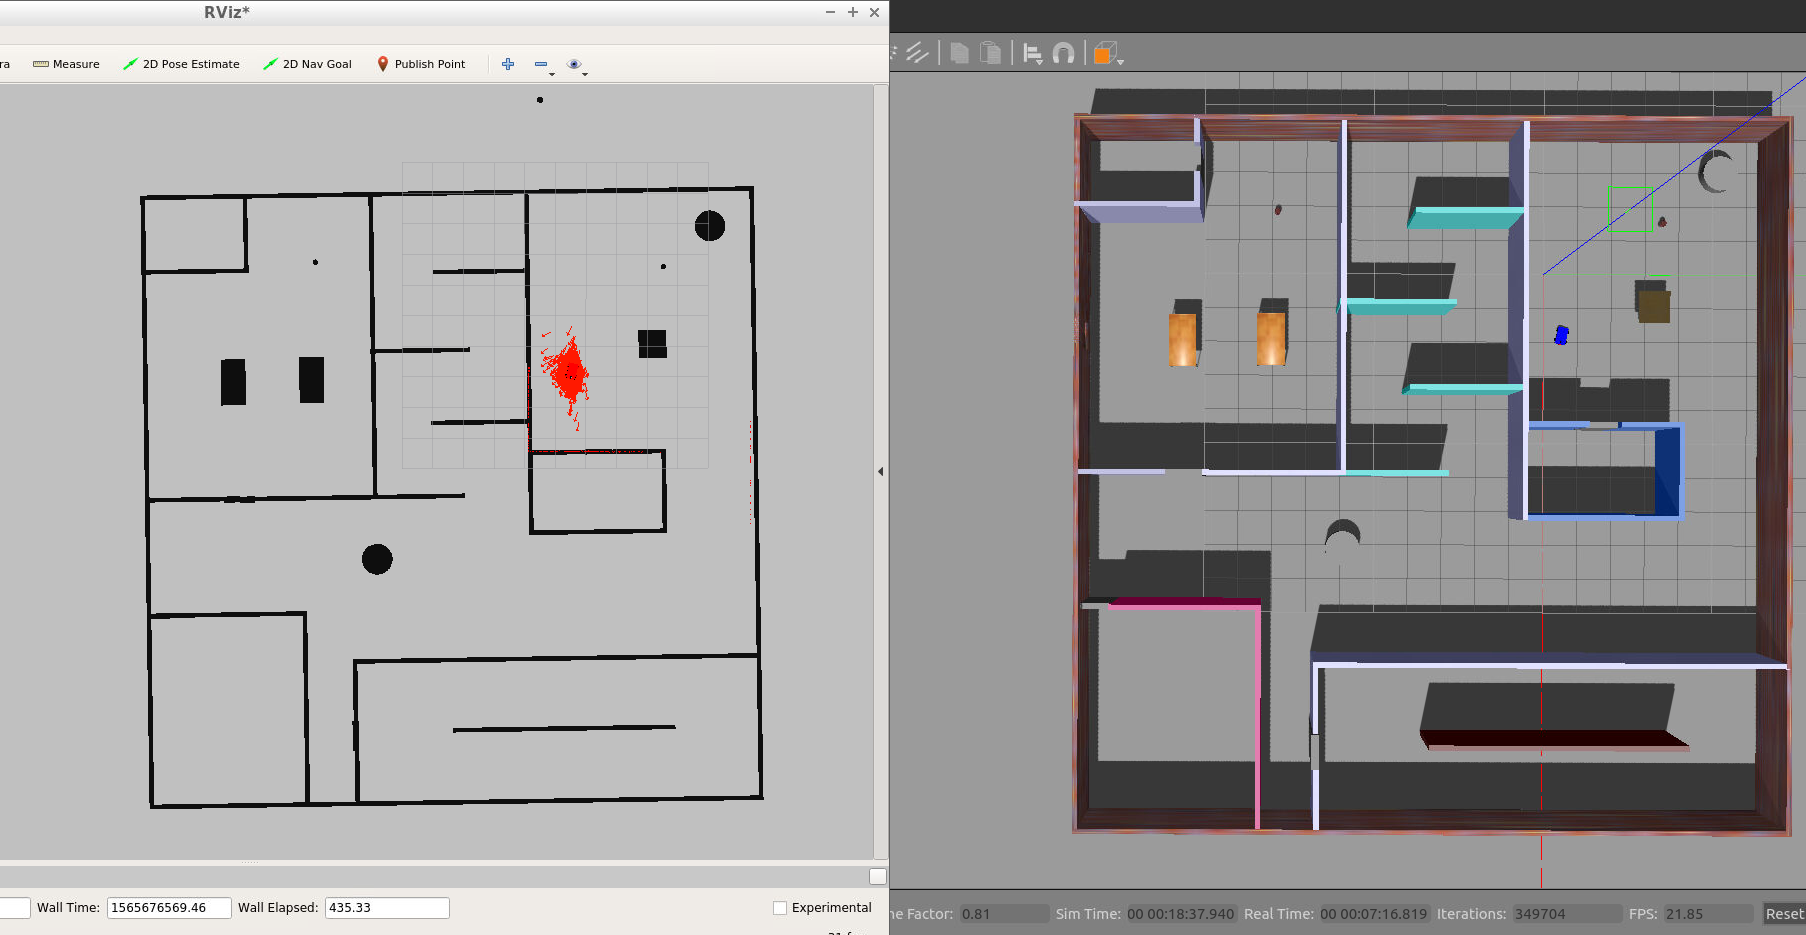 RViz*
ra Measure 2D Pose Estimate 2D Nav Goal Publish Point
Wall Time: 1565676569.46 Wall Elapsed: 435.33 Experimental
ne Factor: 0.81 Sim Time: 00 00:18:37.940 Real Time: 00 00:07:16.819 Iterations: 349704 FPS: 21.85 Reset